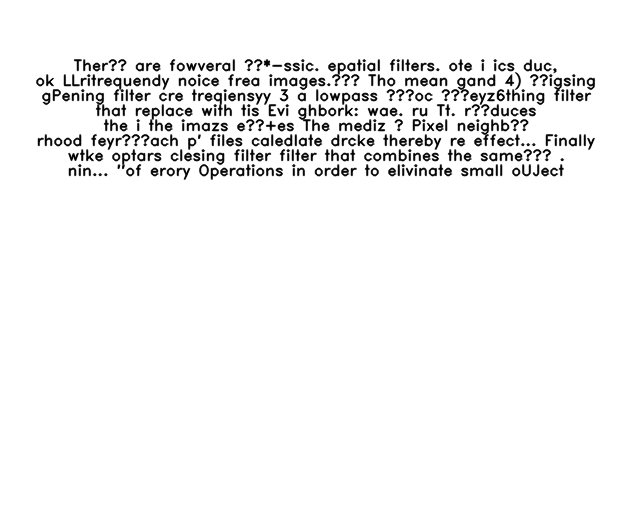 Ther?? are fowveral ??*-ssic. epatial filters. ote i ics duc,
ok LLritrequendy noice frea images.??? Tho mean gand 4) ??igsing
gPening filter cre treqiensyy 3 a lowpass ???oc ???eyz6thing filter
that replace with tis Evi ghbork: wae. ru Tt. r??duces
the i the imazs e??+es The mediz ? Pixel neighb??
rhood feyr???ach p' files caledlate drcke thereby re effect... Finally
wtke optars clesing filter filter that combines the same??? .
nin... "of erory Operations in order to elivinate small oUJect